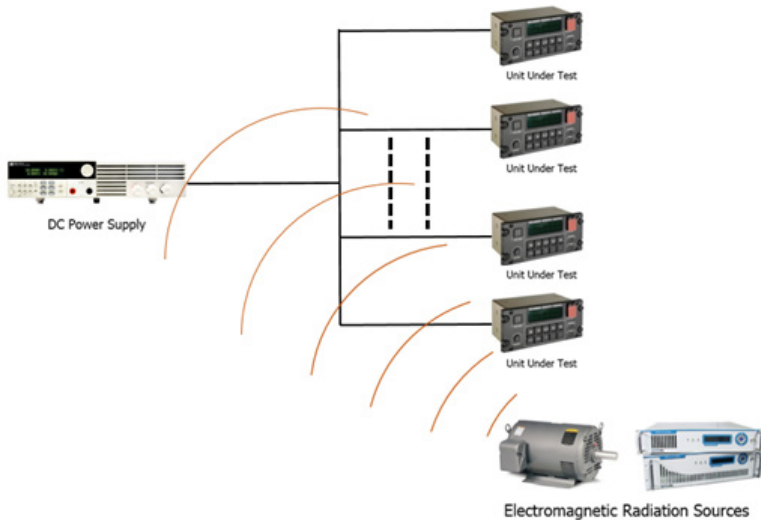 Unit Under Test
Unit Under Test
DC Power Supply
Unit Under Test
Unit Under Test
Electromagnetic Radiation Sources